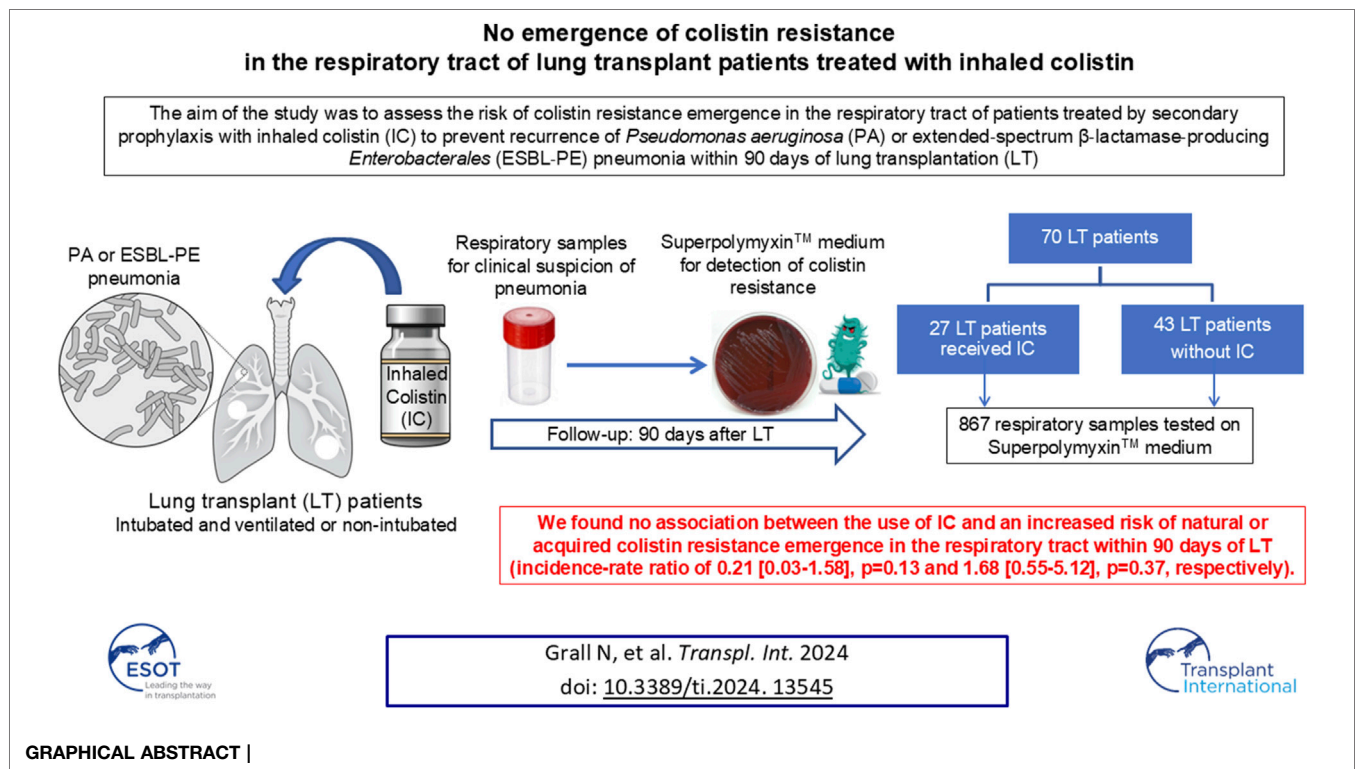 No emergence of colistin resistance
in the respiratory tract of lung transplant patients treated with inhaled colistin
The aim of the study was to assess the risk of colistin resistance emergence in the respiratory tract of patients treated by secondary
prophylaxis with inhaled colistin (IC) to prevent recurrence of Pseudomonas aeruginosa (PA) or extended-spectrum β-lactamase-producing
Enterobacterales (ESBL-PE) pneumonia within 90 days of lung transplantation (LT)
PA or ESBL-PE
pneumonia
Inhaled
Colistin
(IC)
Lung transplant (LT) patients
Intubated and ventilated or non-intubated
Respiratory samples
for clinical suspicion of
pneumonia
Superpolymyxin™ medium
for detection of colistin
resistance
Follow-up: 90 days after LT
70 LT patients
27 LT patients
received IC
43 LT patients
without IC
867 respiratory samples tested on
Superpolymyxin™ medium
We found no association between the use of IC and an increased risk of natural or
acquired colistin resistance emergence in the respiratory tract within 90 days of LT
(incidence-rate ratio of 0.21 [0.03-1.58], p=0.13 and 1.68 [0.55-5.12], p=0.37, respectively).
ESOT
Leading the way
in transplantation
Grall N, et al. Transpl. Int. 2024
doi: 10.3389/ti.2024. 13545
Transplant
International
GRAPHICAL ABSTRACT |